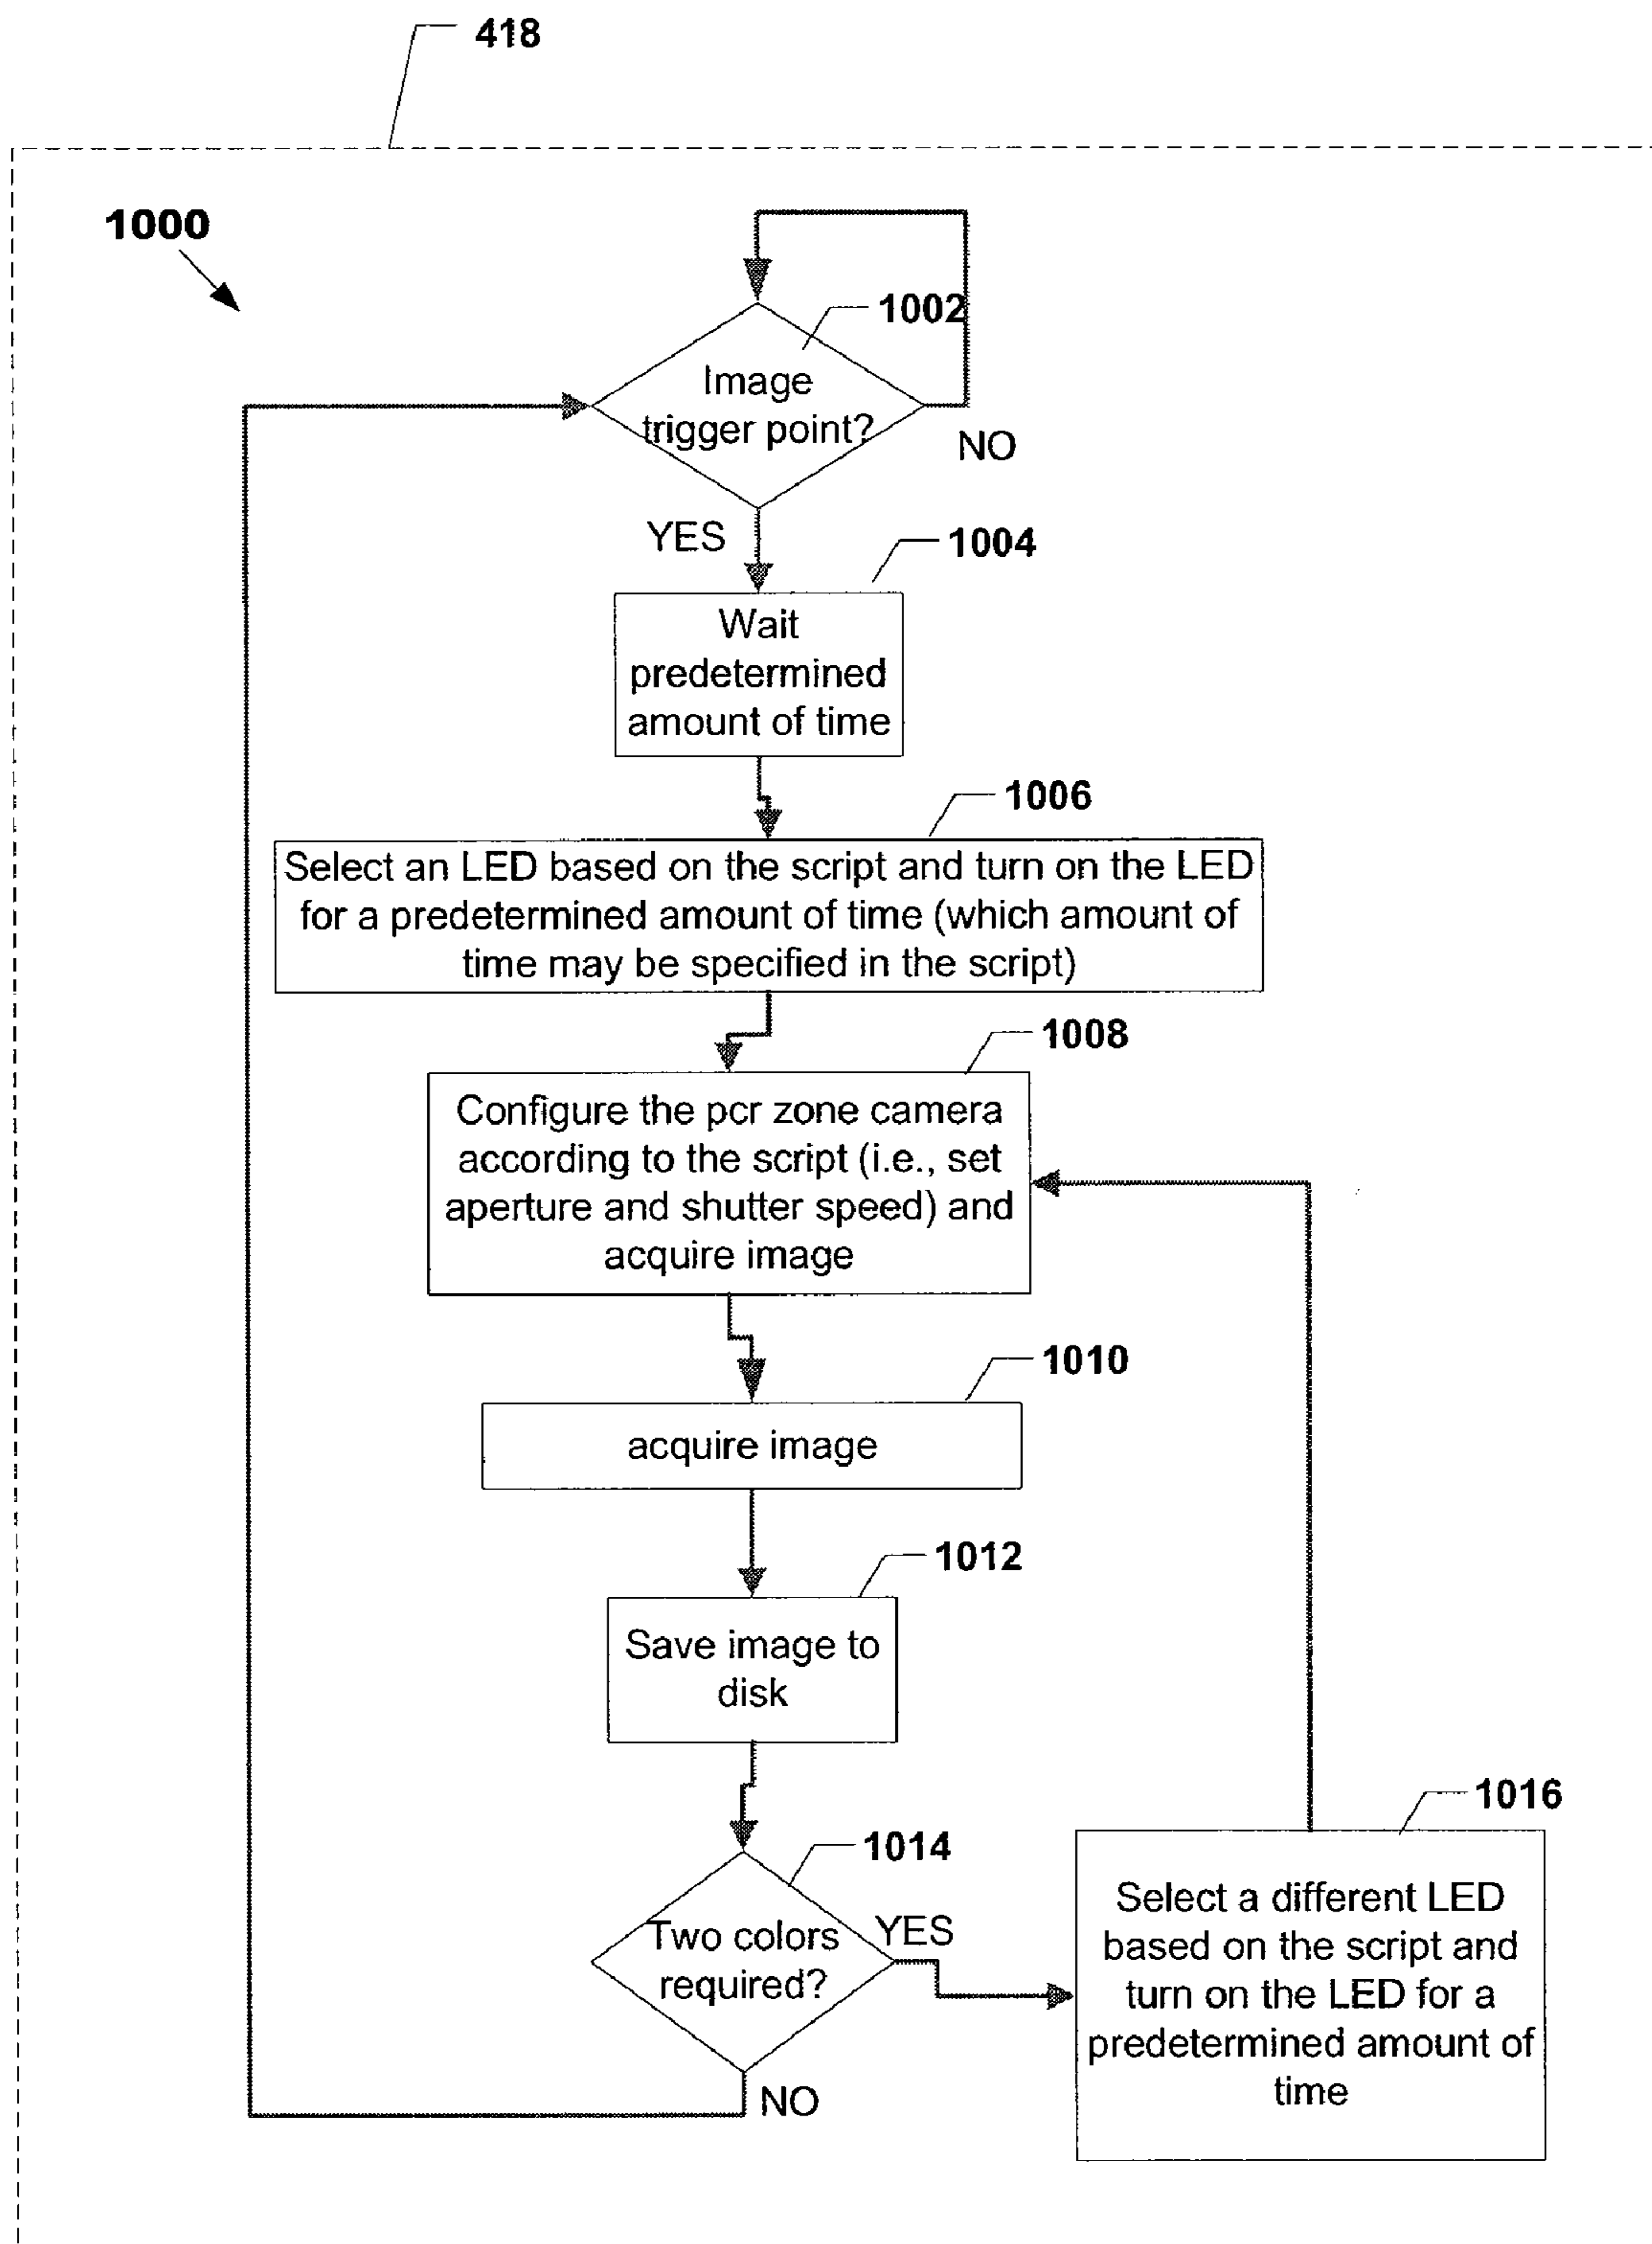 418
1000
1002
Image
trigger point?
NO
YES
1004
Wait
predetermined
amount of time
1006
Select an LED based on the script and turn on the LED
for a predetermined amount of time (which amount of
time may be specified in the script)
1008
Configure the pcr zone camera
according to the script (i.e., set
aperture and shutter speed) and
acquire image
1010
acquire image
1012
Save image to
disk
1014
Two colors
required?
YES
NO
1016
Select a different LED
based on the script and
turn on the LED for a
predetermined amount of
time